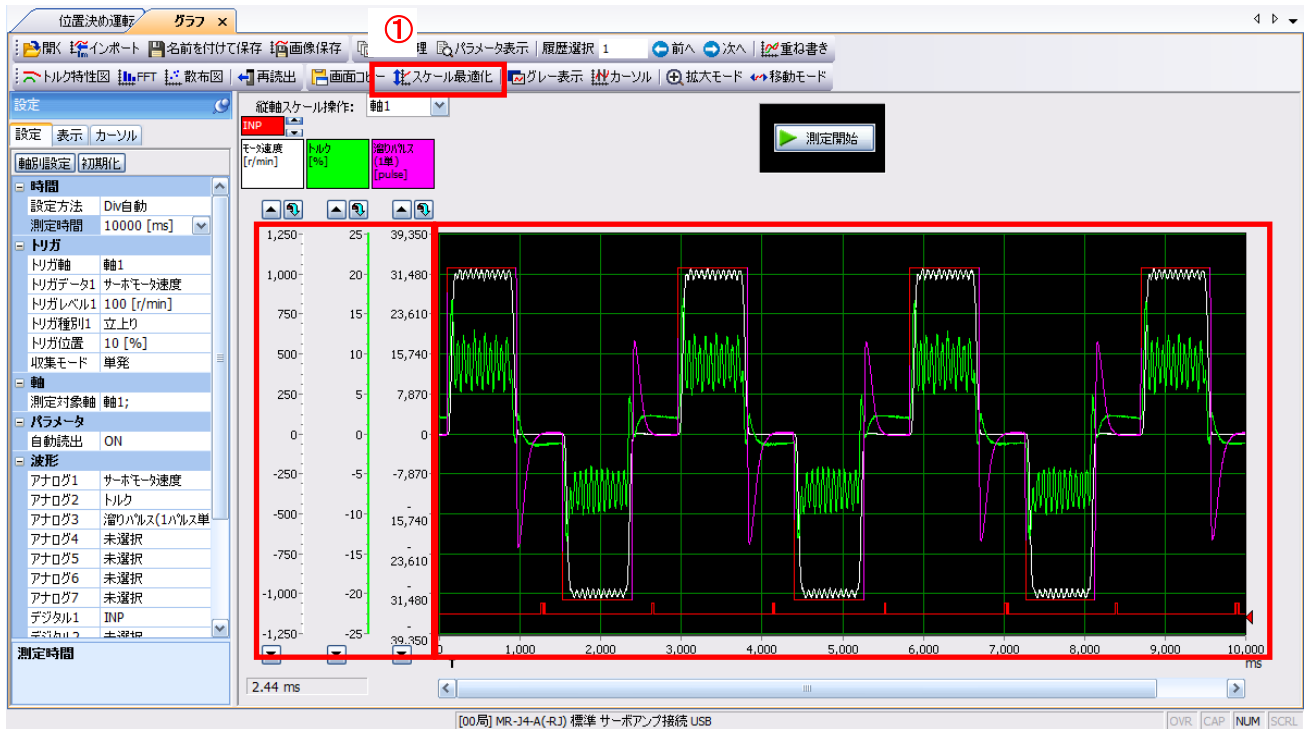 位置決め運転 グラフ ×
①
開く インポート 名前を付けて保存 画像保存 理 パラメータ表示 履歴選択 1 前へ 次へ 重ね書き
トルク特性図 FFT 散布図 再読出 画面コピー スケール最適化 グレー表示 カーソル 拡大モード 移動モード
設定
設定 表示 カーソル
軸別設定 初期化
時間
設定方法 Div自動
測定時間 10000 [ms]
トリガ
トリガ軸 軸1
トリガデータ1 サーボモータ速度
トリガレベル1 100 [r/min]
トリガ種別1 立上り
トリガ位置 10 [%]
収集モード 単発
軸
測定対象軸 軸1;
パラメータ
自動読出 ON
波形
アナログ1 サーボモータ速度
アナログ2 トルク
アナログ3 溜りパルス(1パルス単
アナログ4 未選択
アナログ5 未選択
アナログ6 未選択
アナログ7 未選択
デジタル1 INP
デジタル2 未選択
測定時間
縦軸スケール操作: 軸1
INP
モータ速度 [r/min]
トルク [%]
溜りパルス (1単) [pulse]
測定開始
1,250 25 39,350
1,000 20 31,480
750 15 23,610
500 10 15,740
250 5 7,870
0 0 0
-250 -5 -7,870
-500 -10 -15,740
-750 -15 -23,610
-1,000 -20 -31,480
-1,250 -25 -39,350
0 1,000 2,000 3,000 4,000 5,000 6,000 7,000 8,000 9,000 10,000
T ms
2.44 ms
[00局] MR-J4-A(-RJ) 標準 サーボアンプ接続 USB OVR CAP NUM SCRL